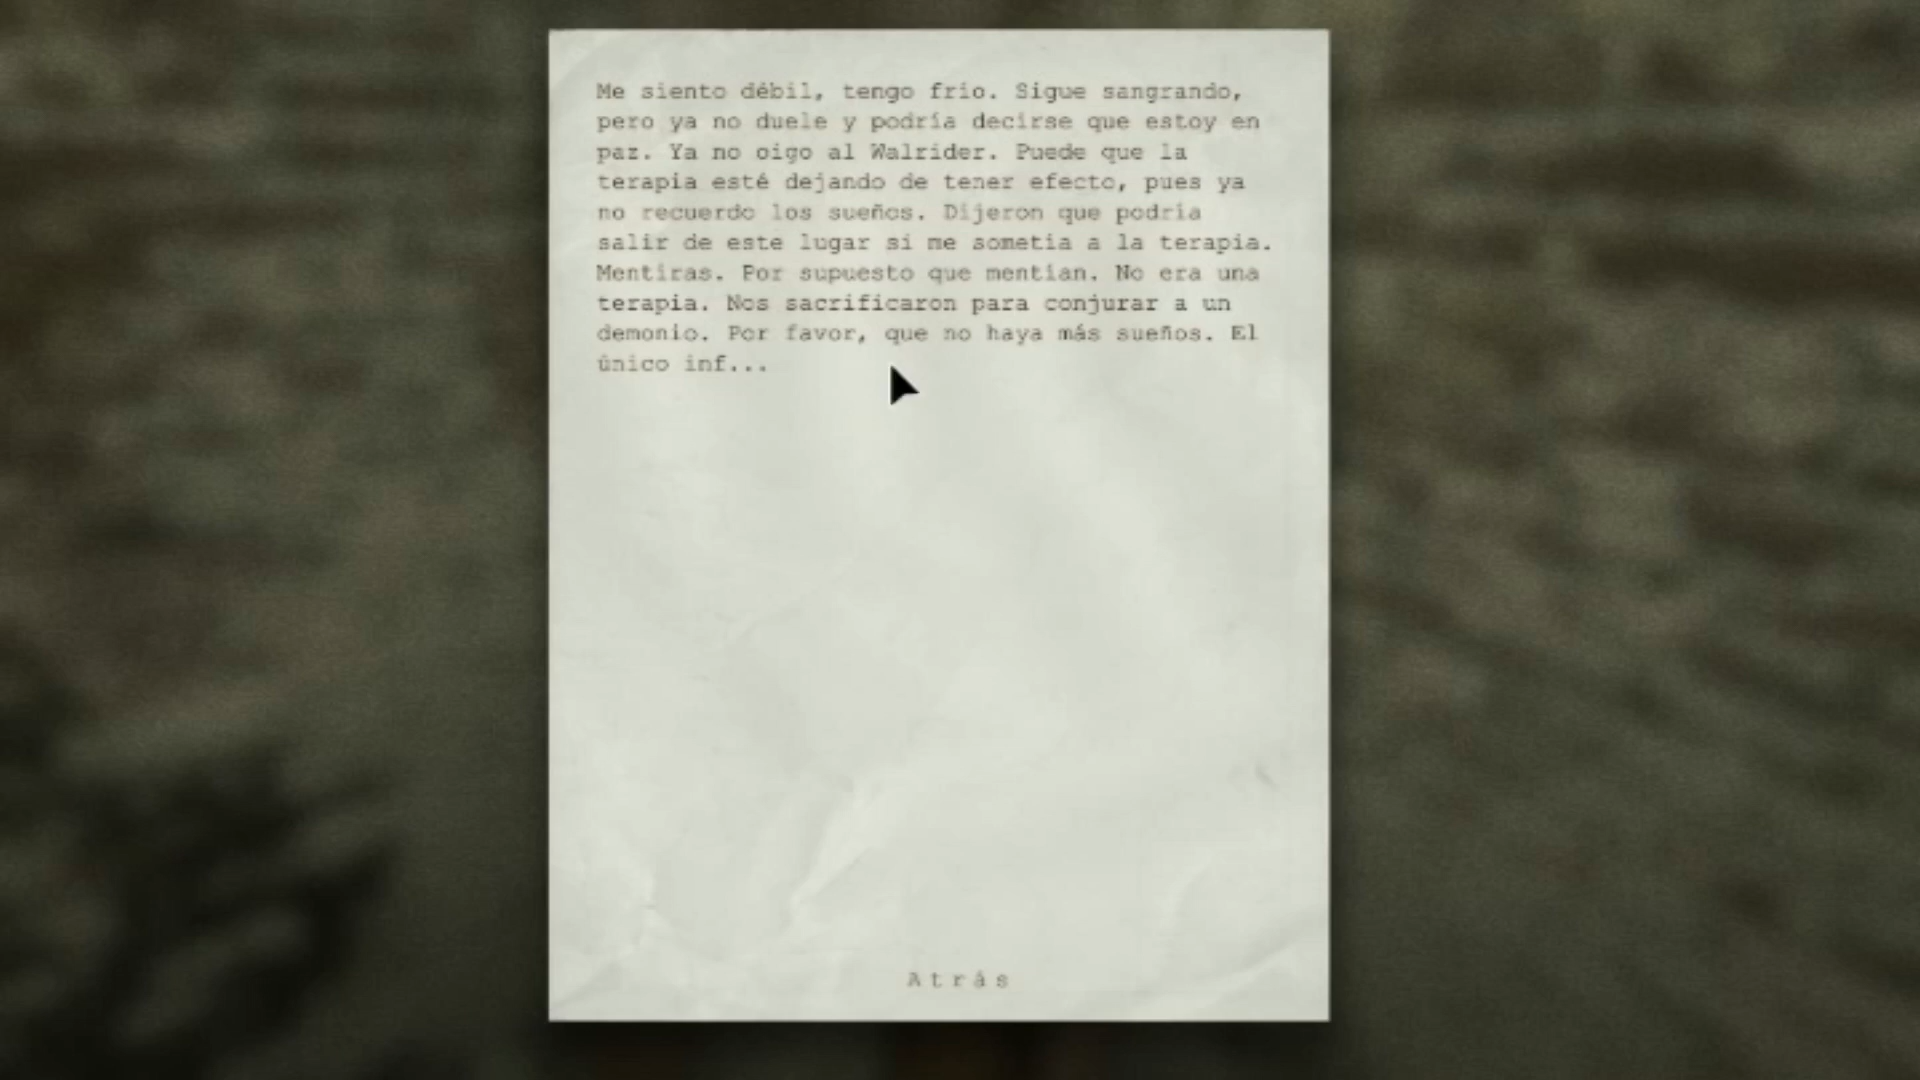 Me siento débil, tengo frío. Sigue sangrando,
pero ya no duele y podría decirse que estoy en
paz. Ya no oigo al Walrider. Puede que la
terapia esté dejando de tener efecto, pues ya
no recuerdo los sueños. Dijeron que podría
salir de este lugar si me sometía a la terapia.
Mentiras. Por supuesto que mentían. No era una
terapia. Nos sacrificaron para conjurar a un
demonio. Por favor, que no haya más sueños. El
único inf...
Atrás